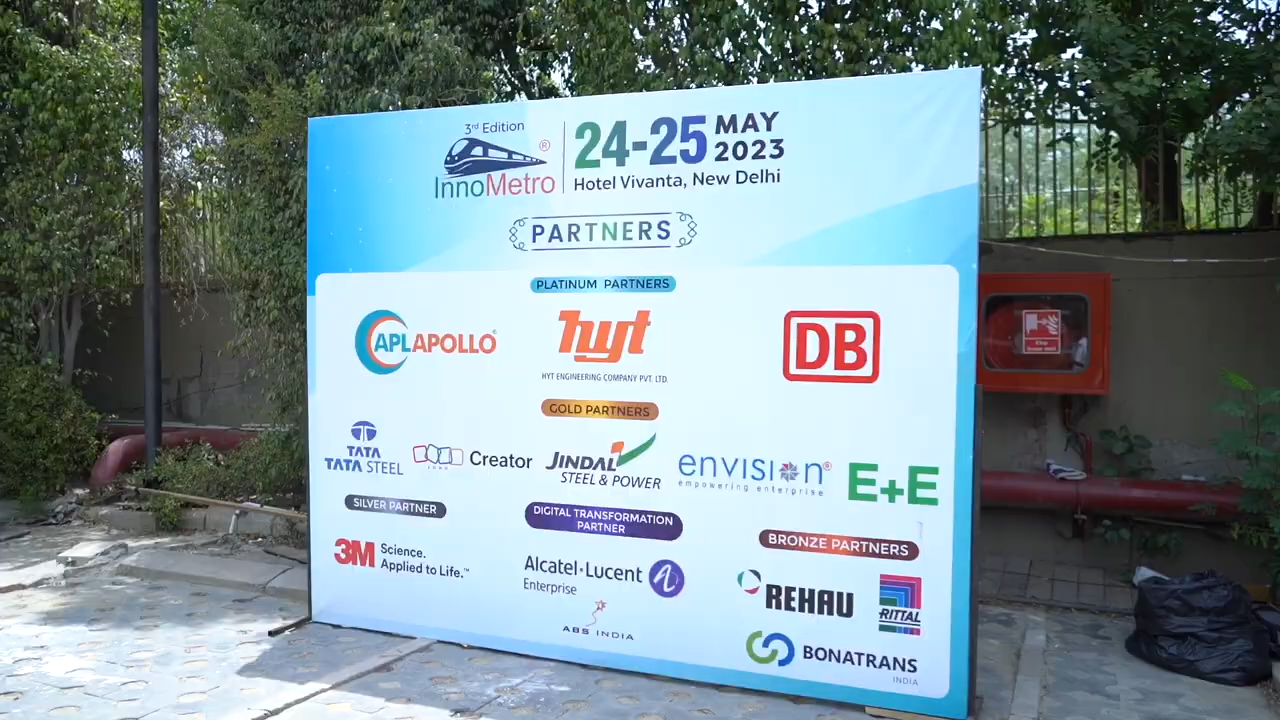 3rd Edition
InnoMetro®
24-25 MAY 2023
Hotel Vivanta, New Delhi
PARTNERS
PLATINUM PARTNERS
APL APOLLO®
hyt
HYT ENGINEERING COMPANY PVT. LTD.
DB
GOLD PARTNERS
TATA
TATA STEEL
ZOHO Creator
JINDAL
STEEL & POWER
envision®
empowering enterprise
E+E
SILVER PARTNER
3M Science.
Applied to Life.™
DIGITAL TRANSFORMATION
PARTNER
Alcatel·Lucent
Enterprise
ABS INDIA
BRONZE PARTNERS
REHAU
RITTAL
BONATRANS
INDIA